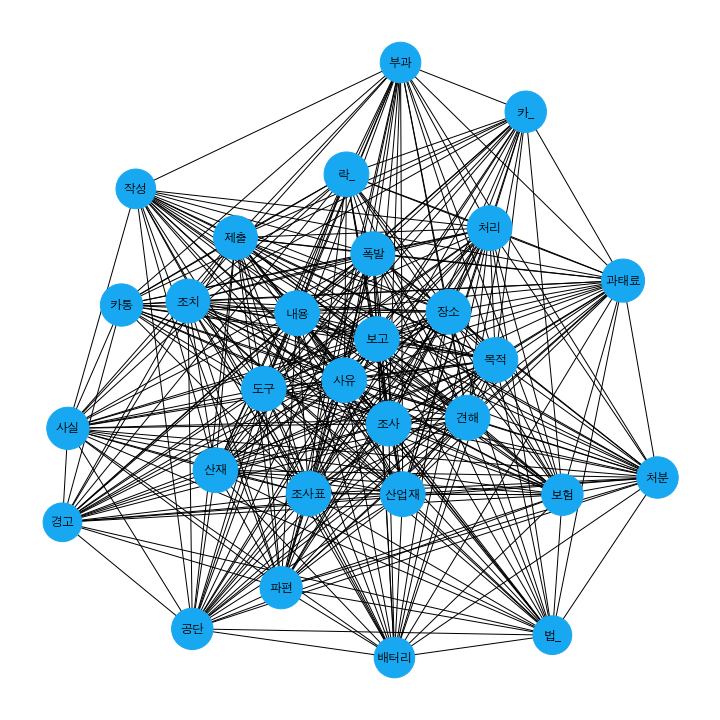 부과
카_
락_
작성
처리
제출
폭발
과태료
조치
카톡
내용
장소
보고
목적
사유
도구
견해
조사
사실
산재
처분
조사표
산업재
보험
경고
파편
공단
법_
배터리